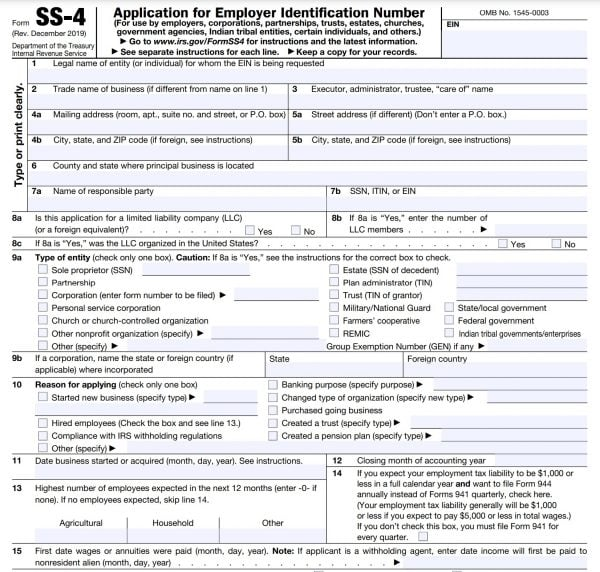 Form SS-4
(Rev. December 2019)
Department of the Treasury
Internal Revenue Service
Application for Employer Identification Number
(For use by employers, corporations, partnerships, trusts, estates, churches,
government agencies, Indian tribal entities, certain individuals, and others.)
▶ Go to www.irs.gov/FormSS4 for instructions and the latest information.
▶ See separate instructions for each line. ▶ Keep a copy for your records.
OMB No. 1545-0003
EIN
Type or print clearly.
1 Legal name of entity (or individual) for whom the EIN is being requested
2 Trade name of business (if different from name on line 1)
3 Executor, administrator, trustee, “care of” name
4a Mailing address (room, apt., suite no. and street, or P.O. box)
5a Street address (if different) (Don’t enter a P.O. box.)
4b City, state, and ZIP code (if foreign, see instructions)
5b City, state, and ZIP code (if foreign, see instructions)
6 County and state where principal business is located
7a Name of responsible party
7b SSN, ITIN, or EIN
8a Is this application for a limited liability company (LLC)
(or a foreign equivalent)? . . . . . . . Yes No
8b If 8a is “Yes,” enter the number of
LLC members . . . . . ▶
8c If 8a is “Yes,” was the LLC organized in the United States? . . . . . . . . . . . . . . . . . . Yes No
9a Type of entity (check only one box). Caution: If 8a is “Yes,” see the instructions for the correct box to check.
Sole proprietor (SSN)
Partnership
Corporation (enter form number to be filed) ▶
Personal service corporation
Church or church-controlled organization
Other nonprofit organization (specify) ▶
Other (specify) ▶
Estate (SSN of decedent)
Plan administrator (TIN)
Trust (TIN of grantor)
Military/National Guard
State/local government
Farmers’ cooperative
Federal government
REMIC
Indian tribal governments/enterprises
Group Exemption Number (GEN) if any ▶
9b If a corporation, name the state or foreign country (if
applicable) where incorporated
State
Foreign country
10 Reason for applying (check only one box)
Started new business (specify type) ▶
Hired employees (Check the box and see line 13.)
Compliance with IRS withholding regulations
Other (specify) ▶
Banking purpose (specify purpose) ▶
Changed type of organization (specify new type) ▶
Purchased going business
Created a trust (specify type) ▶
Created a pension plan (specify type) ▶
11 Date business started or acquired (month, day, year). See instructions.
12 Closing month of accounting year
13 Highest number of employees expected in the next 12 months (enter -0- if
none). If no employees expected, skip line 14.
Agricultural Household Other
14 If you expect your employment tax liability to be $1,000 or
less in a full calendar year and want to file Form 944
annually instead of Forms 941 quarterly, check here.
(Your employment tax liability generally will be $1,000
or less if you expect to pay $5,000 or less in total wages.)
If you don’t check this box, you must file Form 941 for
every quarter.
15 First date wages or annuities were paid (month, day, year). Note: If applicant is a withholding agent, enter date income will first be paid to
nonresident alien (month, day, year) . . . . . . . . . . . . . . . . . ▶